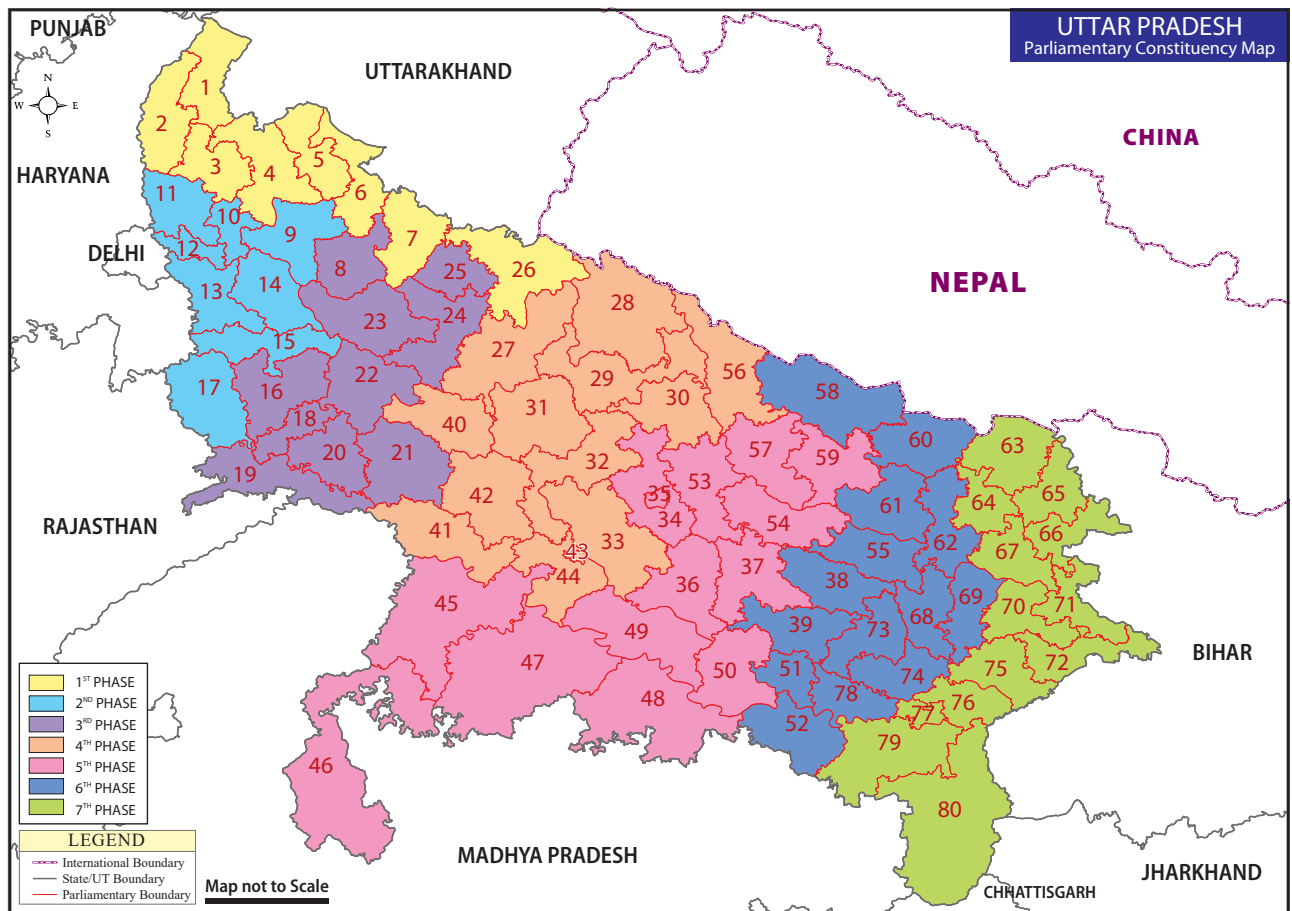 UTTAR PRADESH
Parliamentary Constituency Map
PUNJAB
UTTARAKHAND
N
W E
S
CHINA
HARYANA
DELHI
NEPAL
RAJASTHAN
BIHAR
MADHYA PRADESH
JHARKHAND
CHHATTISGARH
1
2
3
4
5
6
7
8
9
10
11
12
13
14
15
16
17
18
19
20
21
22
23
24
25
26
27
28
29
30
31
32
33
34
35
36
37
38
39
40
41
42
43
44
45
46
47
48
49
50
51
52
53
54
55
56
57
58
59
60
61
62
63
64
65
66
67
68
69
70
71
72
73
74
75
76
77
78
79
80
1ST PHASE
2ND PHASE
3RD PHASE
4TH PHASE
5TH PHASE
6TH PHASE
7TH PHASE
LEGEND
International Boundary
State/UT Boundary
Parliamentary Boundary
Map not to Scale